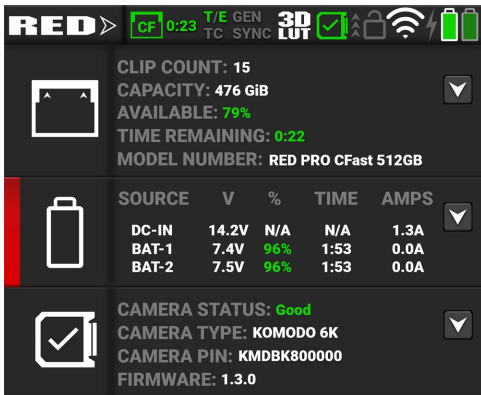 RED
CF 0:23 T/E GEN 3D
TC SYNC LUT
CLIP COUNT: 15
CAPACITY: 476 GiB
AVAILABLE: 79%
TIME REMAINING: 0:22
MODEL NUMBER: RED PRO CFast 512GB
SOURCE V % TIME AMPS
DC-IN 14.2V N/A N/A 1.3A
BAT-1 7.4V 96% 1:53 0.0A
BAT-2 7.5V 96% 1:53 0.0A
CAMERA STATUS: Good
CAMERA TYPE: KOMODO 6K
CAMERA PIN: KMDBK800000
FIRMWARE: 1.3.0